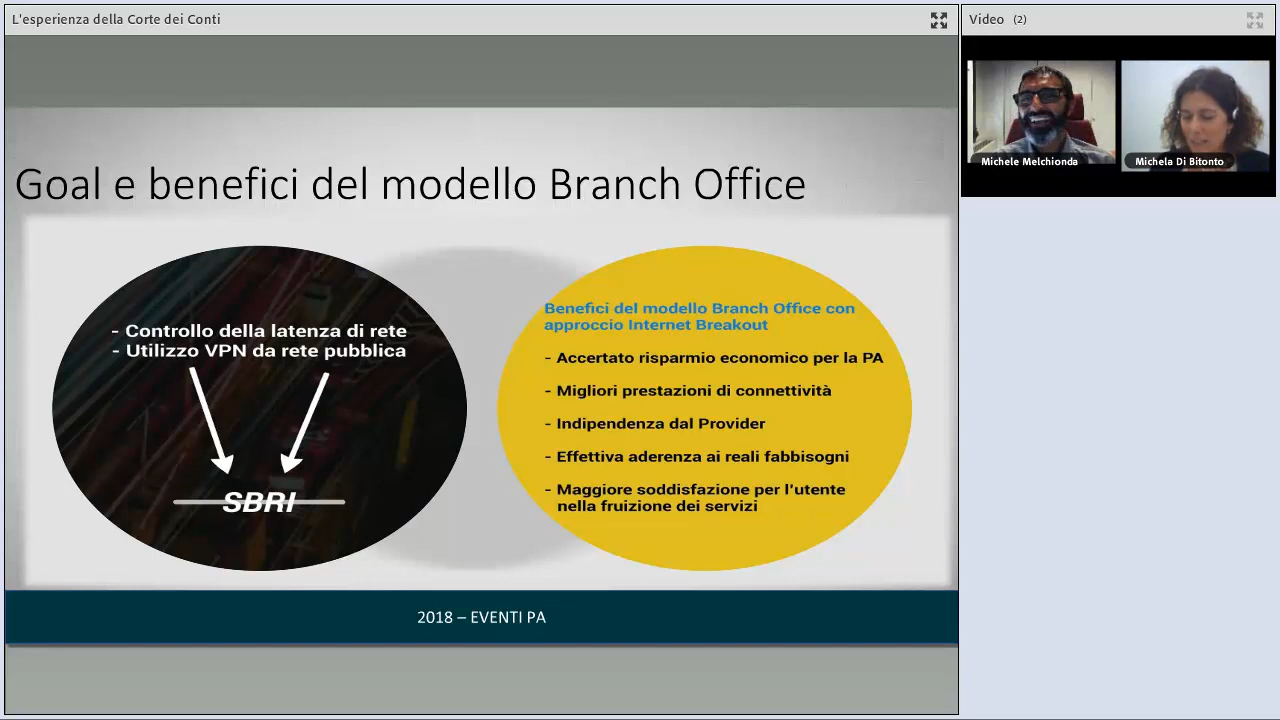 L'esperienza della Corte dei Conti
Video (2)
Michele Melchionda
Michela Di Bitonto
Goal e benefici del modello Branch Office
- Controllo della latenza di rete
- Utilizzo VPN da rete pubblica
SBRI
Benefici del modello Branch Office con
approccio Internet Breakout
- Accertato risparmio economico per la PA
- Migliori prestazioni di connettività
- Indipendenza dal Provider
- Effettiva aderenza ai reali fabbisogni
- Maggiore soddisfazione per l'utente
nella fruizione dei servizi
2018 – EVENTI PA